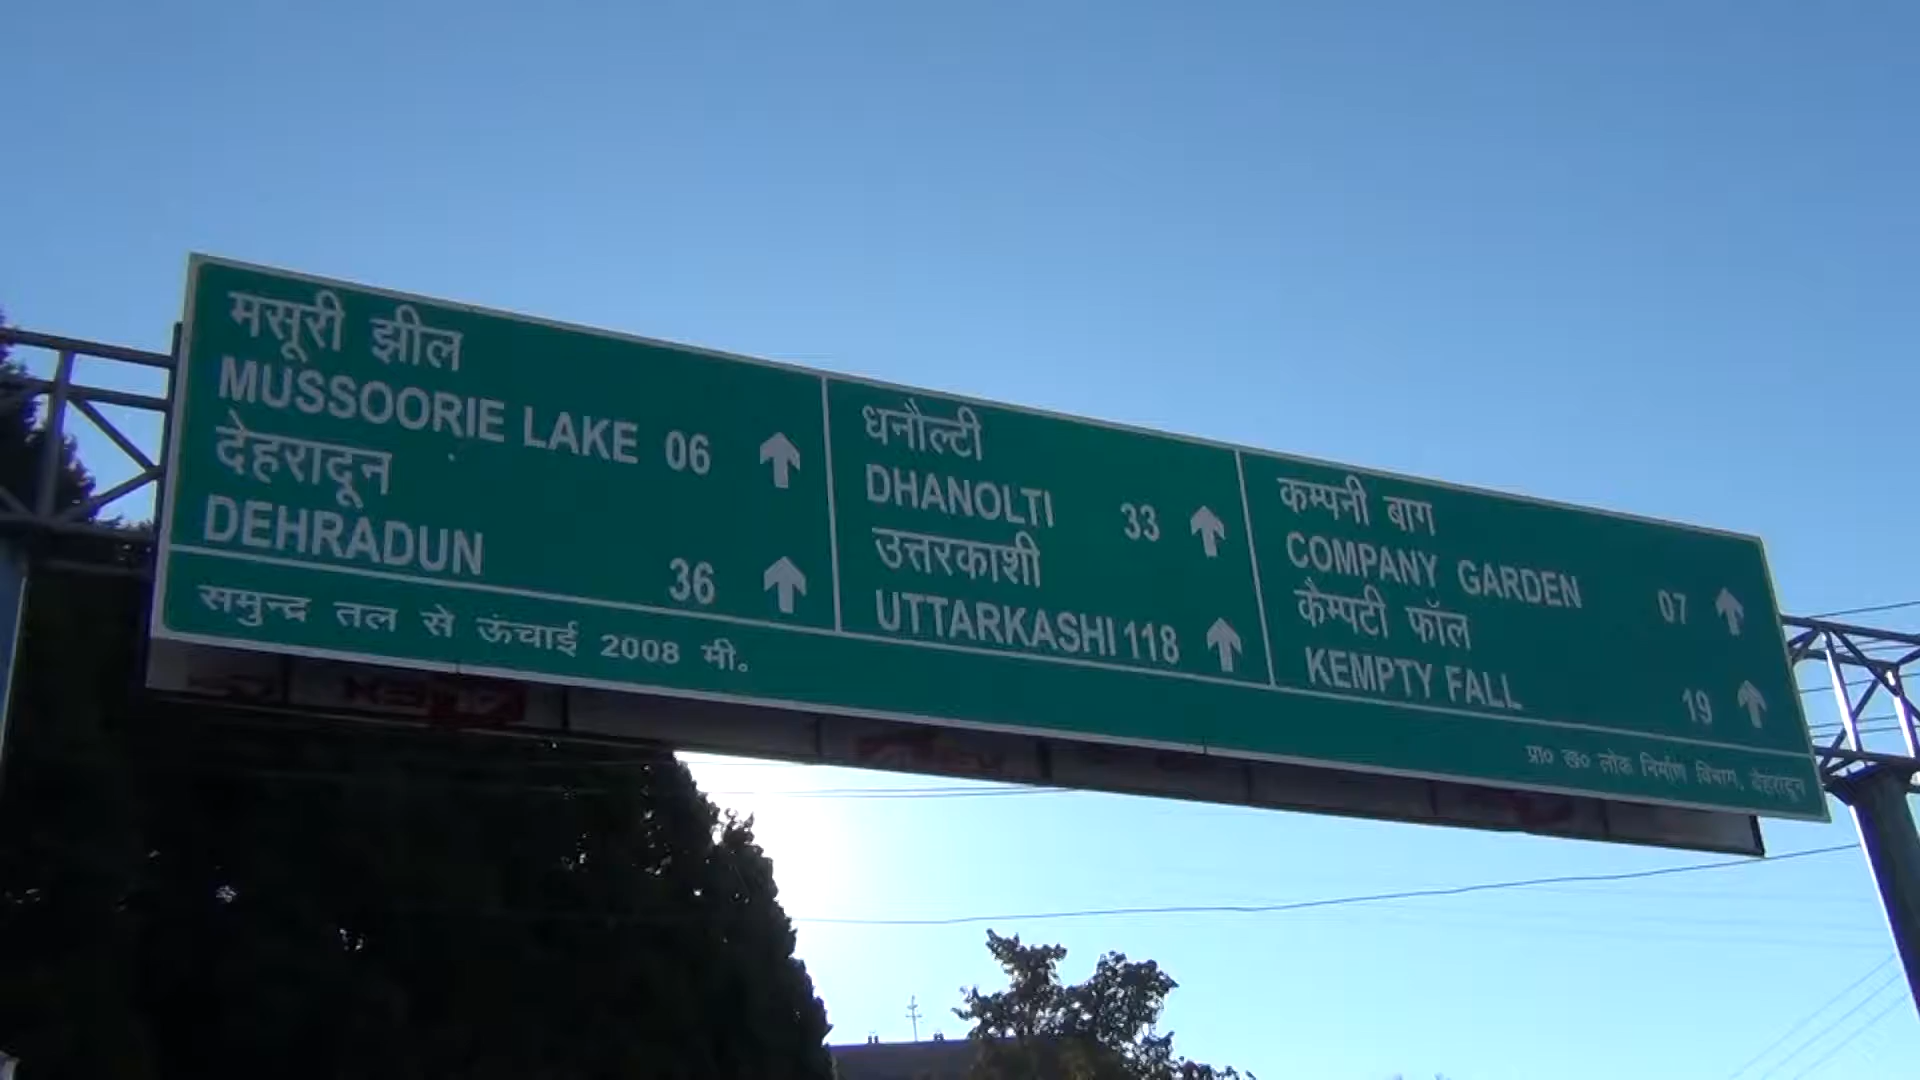 मसूरी झील
MUSSOORIE LAKE 06
देहरादून
DEHRADUN 36
धनौल्टी
DHANOLTI 33
उत्तरकाशी
UTTARKASHI 118
कम्पनी बाग
COMPANY GARDEN 07
कैम्पटी फॉल
KEMPTY FALL 19
समुन्द्र तल से ऊंचाई 2008 मी॰
प्रा० ख० लोक निर्माण विभाग, देहरादून